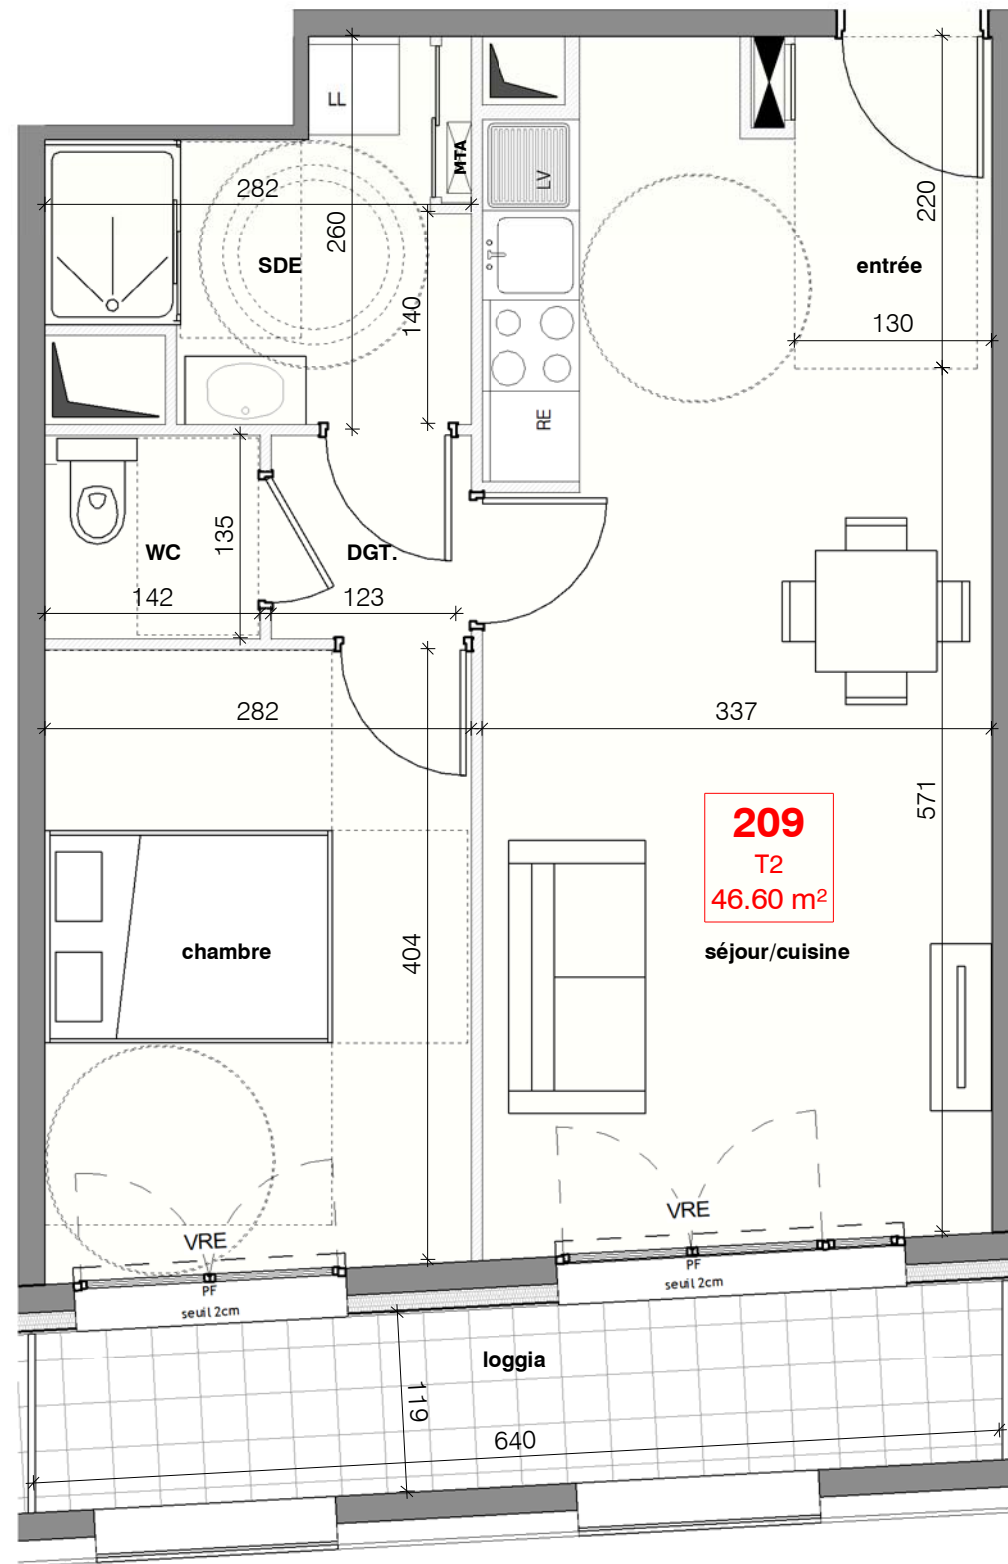 LL
MTA
282
260
SDE
140
LV
RE
220
entrée
130
WC
135
142
DGT.
123
282
337
571
209
T2
46.60 m²
chambre
404
séjour/cuisine
VRE
PF
seuil 2cm
VRE
PF
seuil 2cm
loggia
119
640